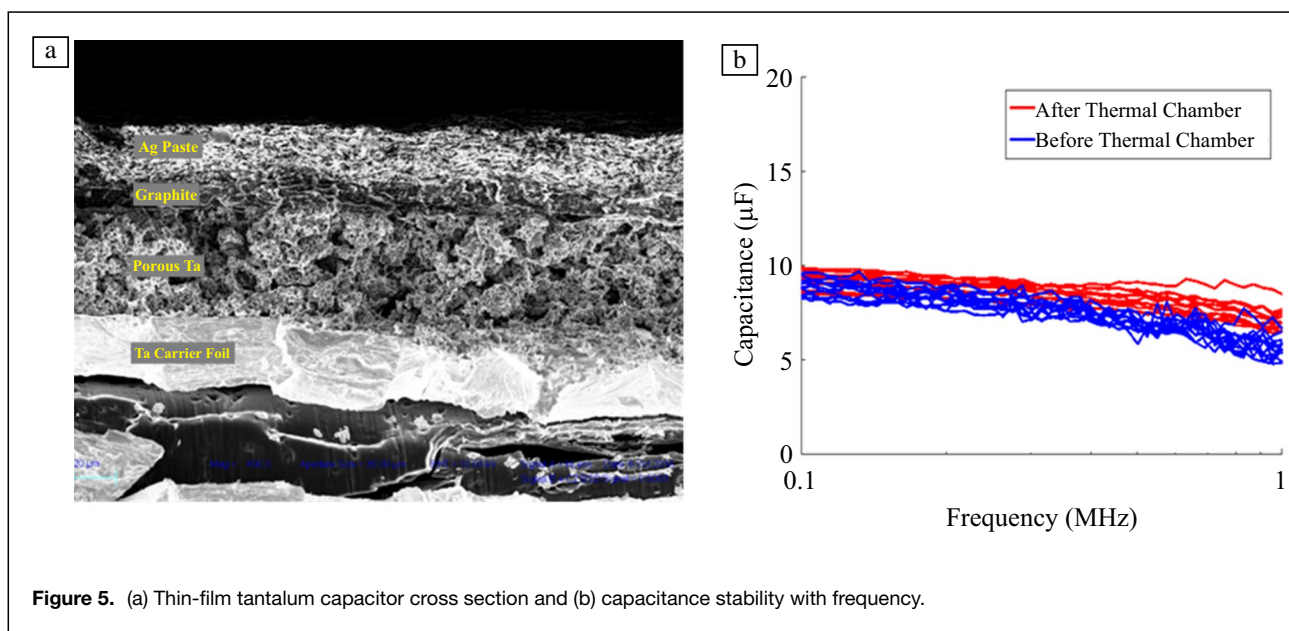 a
Ag Paste
Graphite
Porous Ta
Ta Carrier Foil
20 µm
b
20
15
10
5
0
Capacitance (µF)
After Thermal Chamber
Before Thermal Chamber
0.1
1
Frequency (MHz)
Figure 5. (a) Thin-film tantalum capacitor cross section and (b) capacitance stability with frequency.